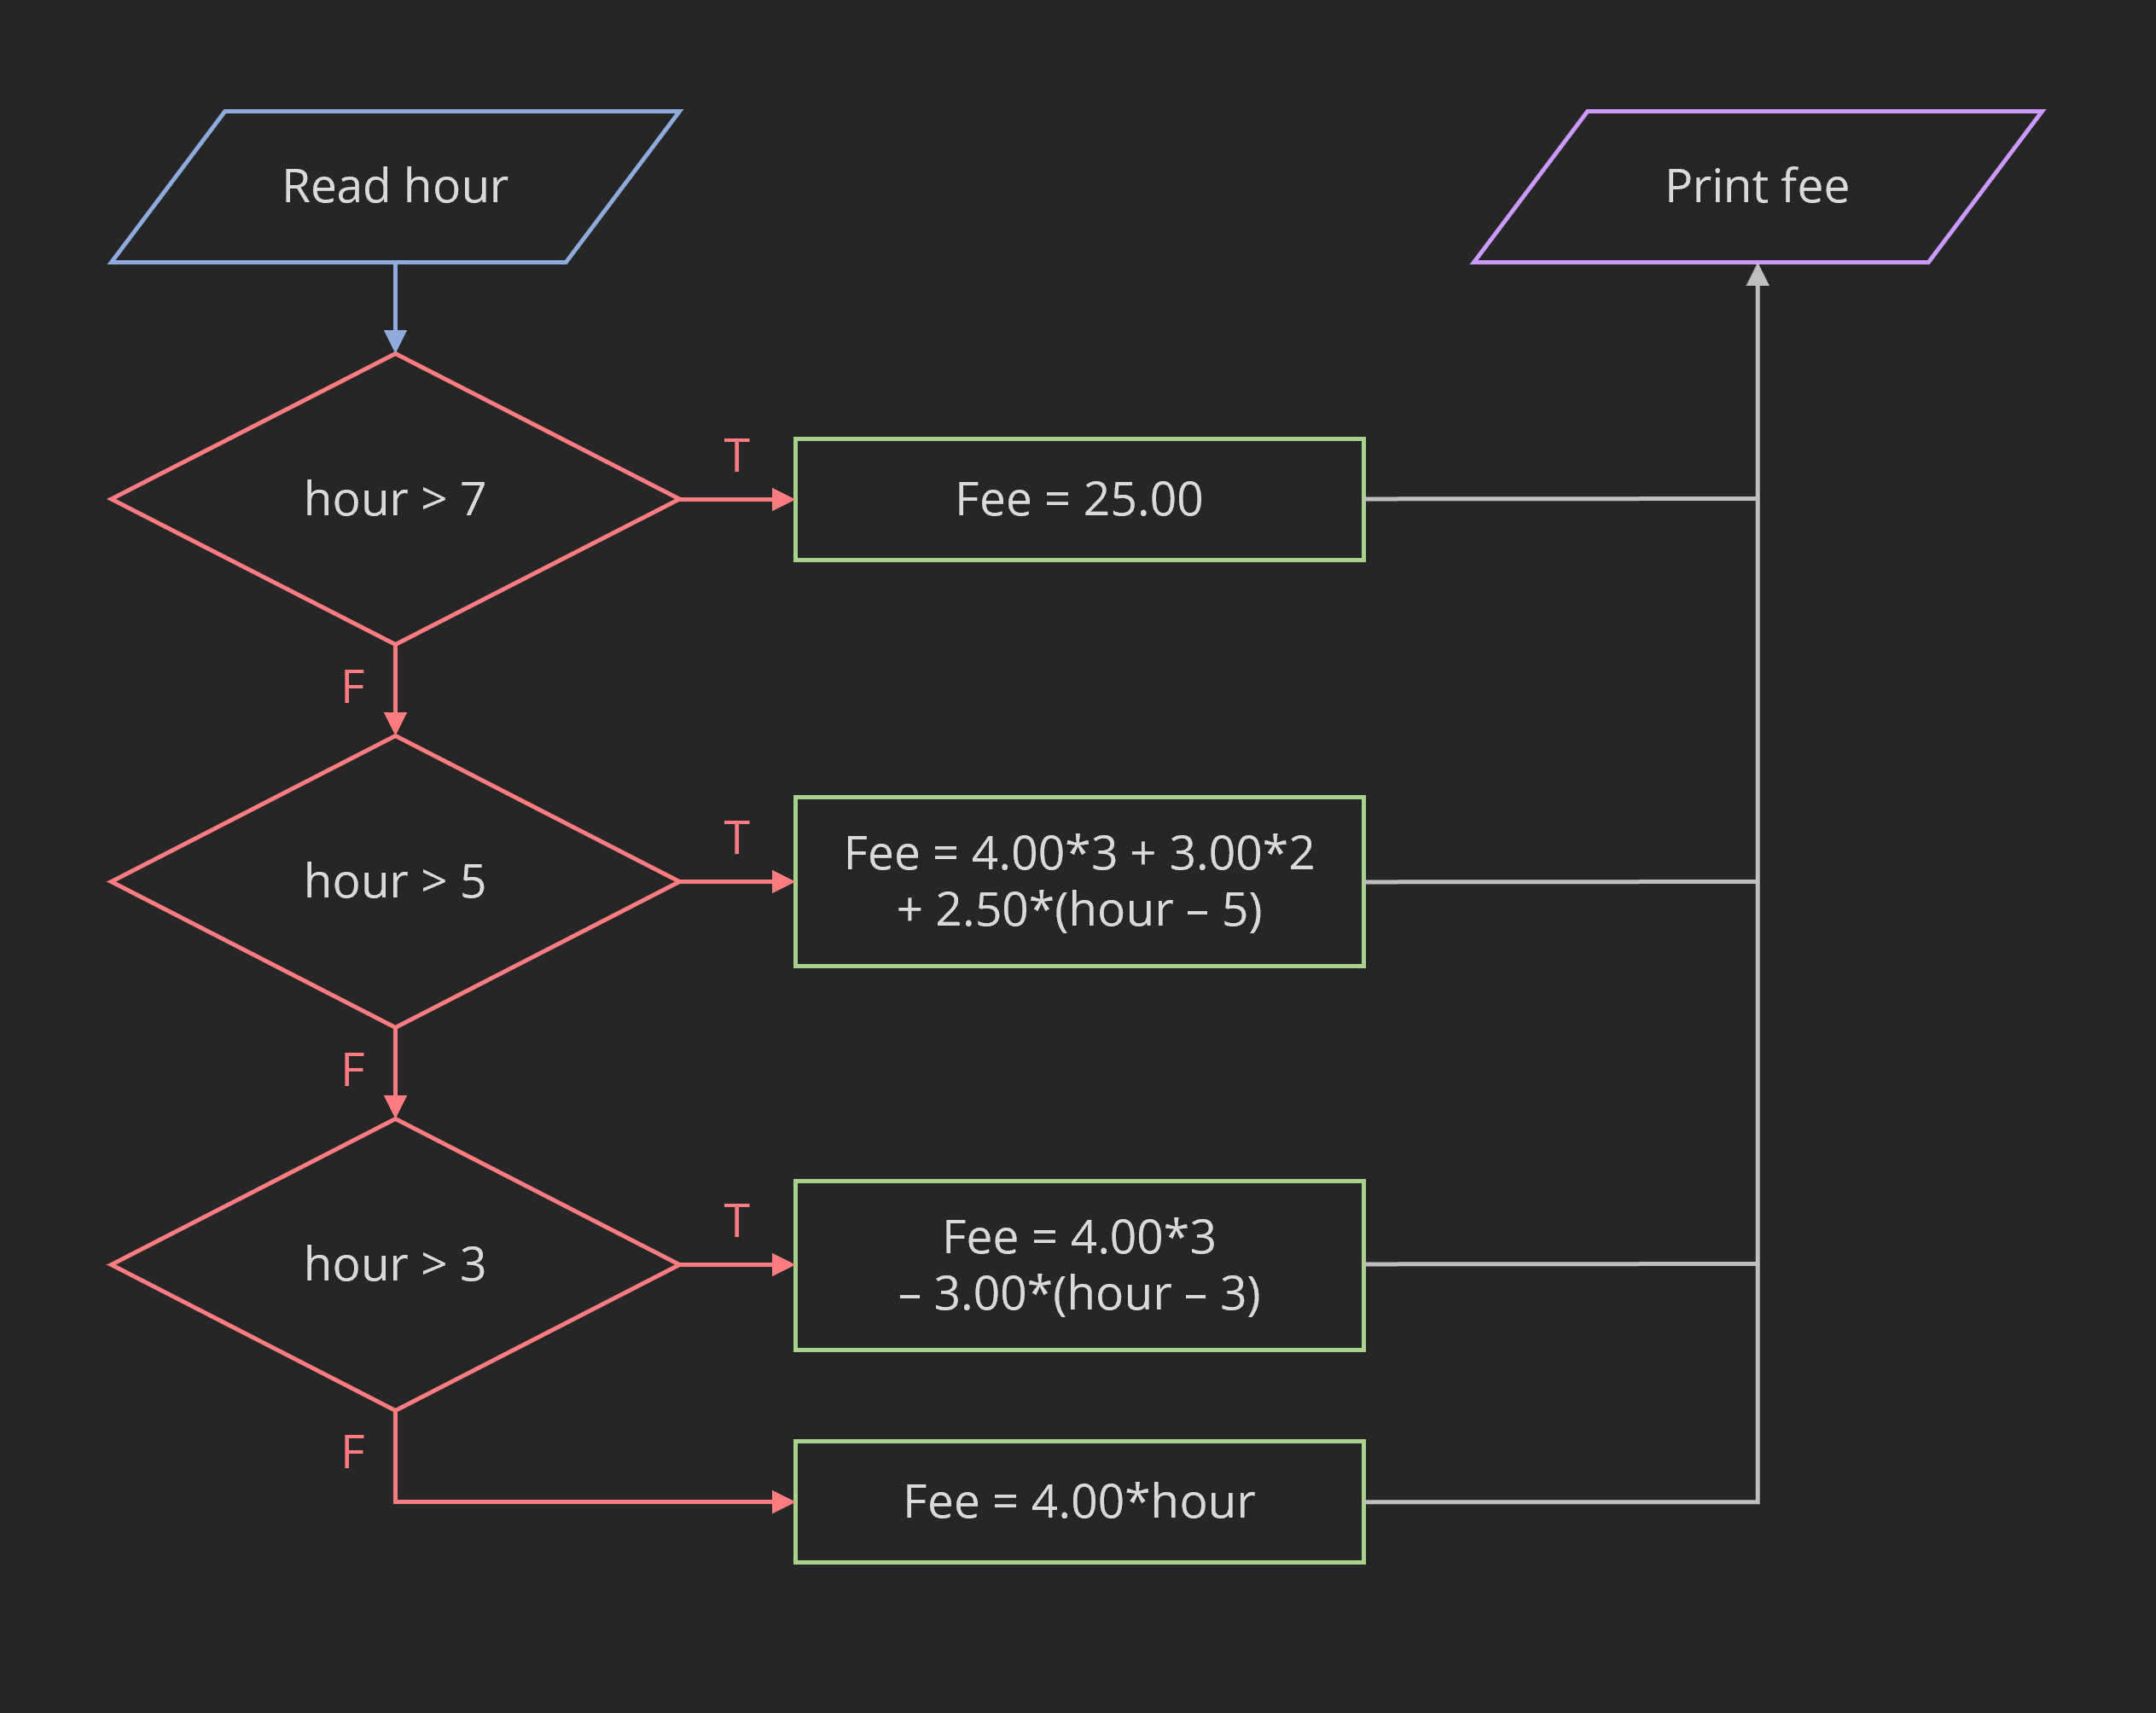 Read hour
Print fee
hour > 7
T
Fee = 25.00
F
hour > 5
T
Fee = 4.00*3 + 3.00*2
+ 2.50*(hour – 5)
F
hour > 3
T
Fee = 4.00*3
– 3.00*(hour – 3)
F
Fee = 4.00*hour